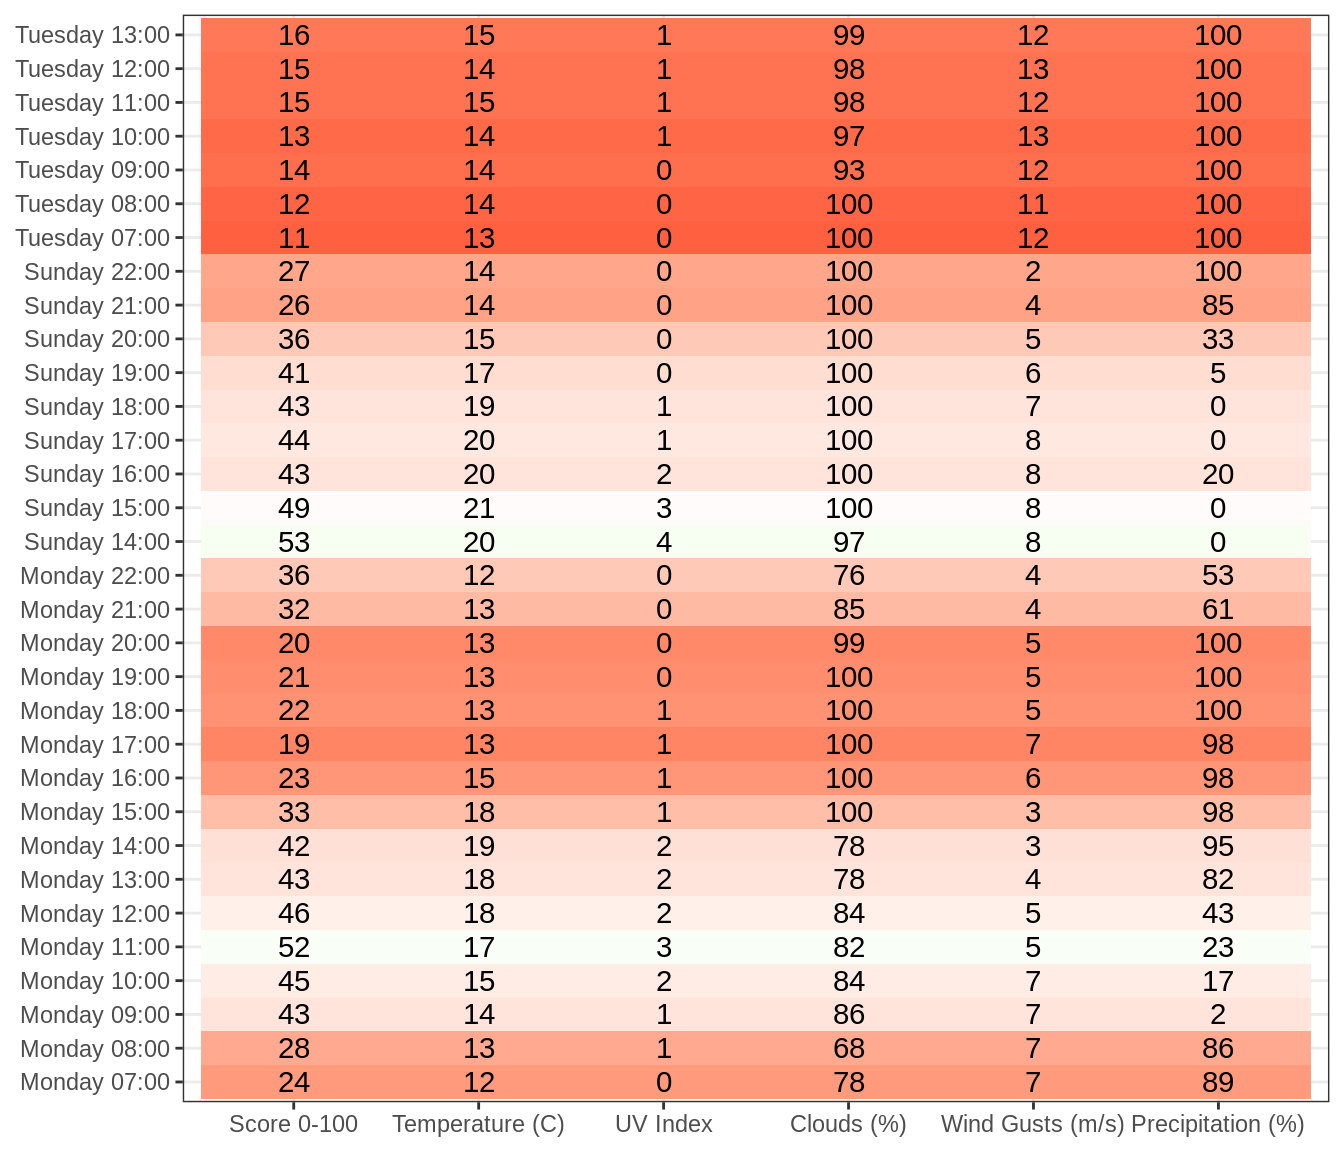 Tuesday 13:00 16 15 1 99 12 100
Tuesday 12:00 15 14 1 98 13 100
Tuesday 11:00 15 15 1 98 12 100
Tuesday 10:00 13 14 1 97 13 100
Tuesday 09:00 14 14 0 93 12 100
Tuesday 08:00 12 14 0 100 11 100
Tuesday 07:00 11 13 0 100 12 100
Sunday 22:00 27 14 0 100 2 100
Sunday 21:00 26 14 0 100 4 85
Sunday 20:00 36 15 0 100 5 33
Sunday 19:00 41 17 0 100 6 5
Sunday 18:00 43 19 1 100 7 0
Sunday 17:00 44 20 1 100 8 0
Sunday 16:00 43 20 2 100 8 20
Sunday 15:00 49 21 3 100 8 0
Sunday 14:00 53 20 4 97 8 0
Monday 22:00 36 12 0 76 4 53
Monday 21:00 32 13 0 85 4 61
Monday 20:00 20 13 0 99 5 100
Monday 19:00 21 13 0 100 5 100
Monday 18:00 22 13 1 100 5 100
Monday 17:00 19 13 1 100 7 98
Monday 16:00 23 15 1 100 6 98
Monday 15:00 33 18 1 100 3 98
Monday 14:00 42 19 2 78 3 95
Monday 13:00 43 18 2 78 4 82
Monday 12:00 46 18 2 84 5 43
Monday 11:00 52 17 3 82 5 23
Monday 10:00 45 15 2 84 7 17
Monday 09:00 43 14 1 86 7 2
Monday 08:00 28 13 1 68 7 86
Monday 07:00 24 12 0 78 7 89
Score 0-100 Temperature (C) UV Index Clouds (%) Wind Gusts (m/s) Precipitation (%)